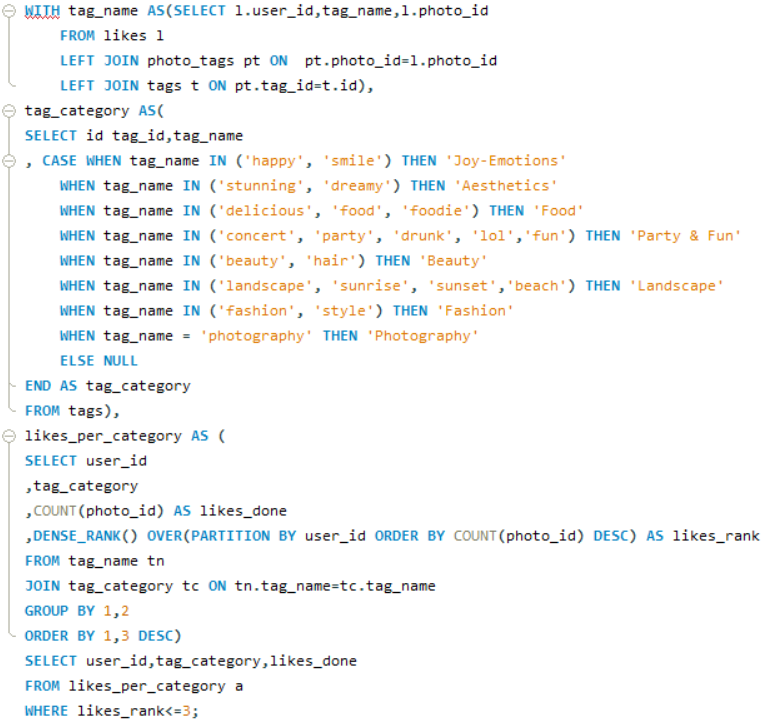 WITH tag_name AS(SELECT l.user_id,tag_name,l.photo_id
FROM likes l
LEFT JOIN photo_tags pt ON  pt.photo_id=l.photo_id
LEFT JOIN tags t ON pt.tag_id=t.id),
tag_category AS(
SELECT id tag_id,tag_name
, CASE WHEN tag_name IN ('happy', 'smile') THEN 'Joy-Emotions'
WHEN tag_name IN ('stunning', 'dreamy') THEN 'Aesthetics'
WHEN tag_name IN ('delicious', 'food', 'foodie') THEN 'Food'
WHEN tag_name IN ('concert', 'party', 'drunk', 'lol','fun') THEN 'Party & Fun'
WHEN tag_name IN ('beauty', 'hair') THEN 'Beauty'
WHEN tag_name IN ('landscape', 'sunrise', 'sunset','beach') THEN 'Landscape'
WHEN tag_name IN ('fashion', 'style') THEN 'Fashion'
WHEN tag_name = 'photography' THEN 'Photography'
ELSE NULL
END AS tag_category
FROM tags),
likes_per_category AS (
SELECT user_id
,tag_category
,COUNT(photo_id) AS likes_done
,DENSE_RANK() OVER(PARTITION BY user_id ORDER BY COUNT(photo_id) DESC) AS likes_rank
FROM tag_name tn
JOIN tag_category tc ON tn.tag_name=tc.tag_name
GROUP BY 1,2
ORDER BY 1,3 DESC)
SELECT user_id,tag_category,likes_done
FROM likes_per_category a
WHERE likes_rank<=3;